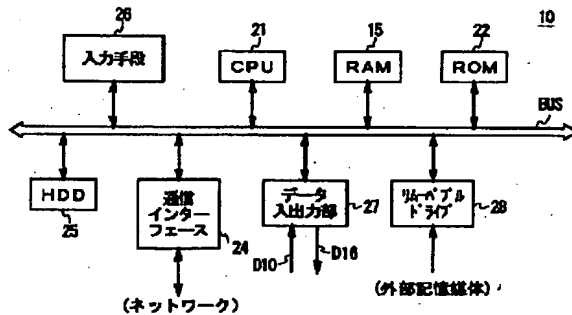 26
21
15
22
10
入力手段
CPU
RAM
ROM
BUS
HDD
25
通信
インター
フェース
24
データ
入出力部
27
リムーバブル
ドライブ
28
D10
D16
(ネットワーク)
(外部記憶媒体)